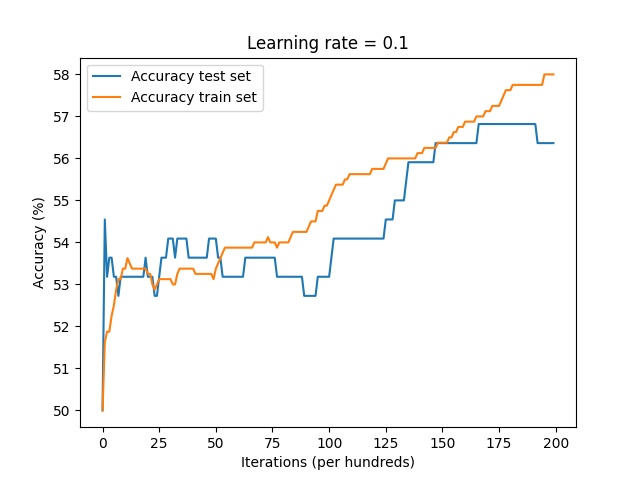 Learning rate = 0.1
Accuracy test set
Accuracy train set
58
57
56
55
54
53
52
51
50
Accuracy (%)
0 25 50 75 100 125 150 175 200
Iterations (per hundreds)